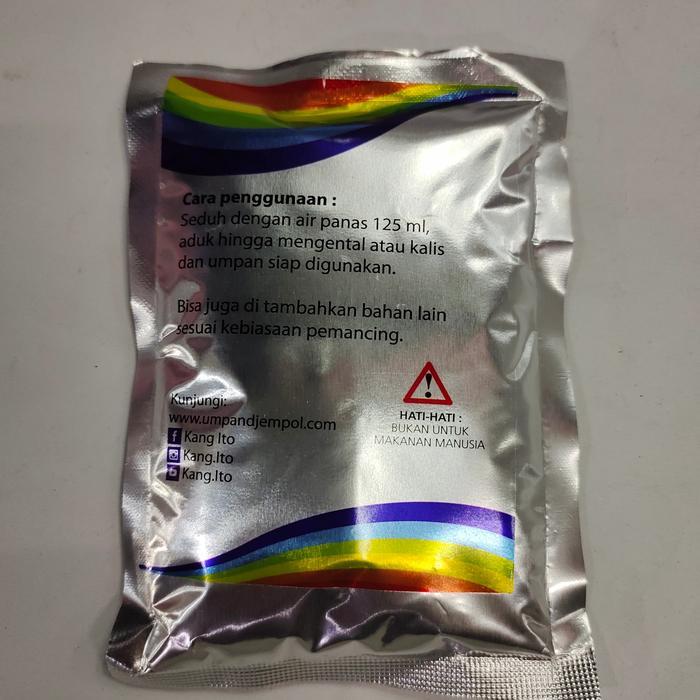 Cara penggunaan :
Seduh dengan air panas 125 ml,
aduk hingga mengental atau kalis
dan umpan siap digunakan.
Bisa juga di tambahkan bahan lain
sesuai kebiasaan pemancing.
Kunjungi:
www.umpandjempol.com
f Kang Ito
Kang.Ito
b Kang.Ito
!
HATI-HATI :
BUKAN UNTUK
MAKANAN MANUSIA